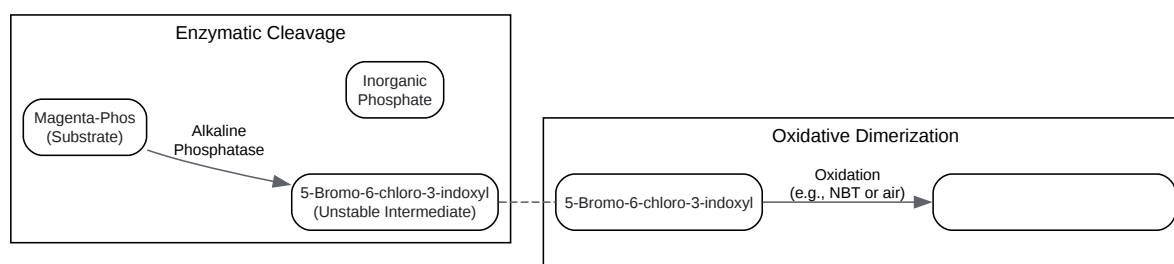 Enzymatic Cleavage
Inorganic
Phosphate
Magenta-Phos
(Substrate)
Alkaline
Phosphatase
5-Bromo-6-chloro-3-indoxyl
(Unstable Intermediate)
Oxidative Dimerization
5-Bromo-6-chloro-3-indoxyl
Oxidation
(e.g., NBT or air)